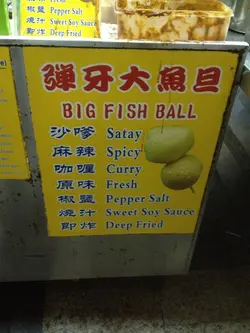 椒鹽 Pepper Salt
燒汁 Sweet Soy Sauce
即炸 Deep Fried
彈牙大魚旦
BIG FISH BALL
沙嗲 Satay
麻辣 Spicy
咖喱 Curry
原味 Fresh
椒鹽 Pepper Salt
燒汁 Sweet Soy Sauce
即炸 Deep Fried